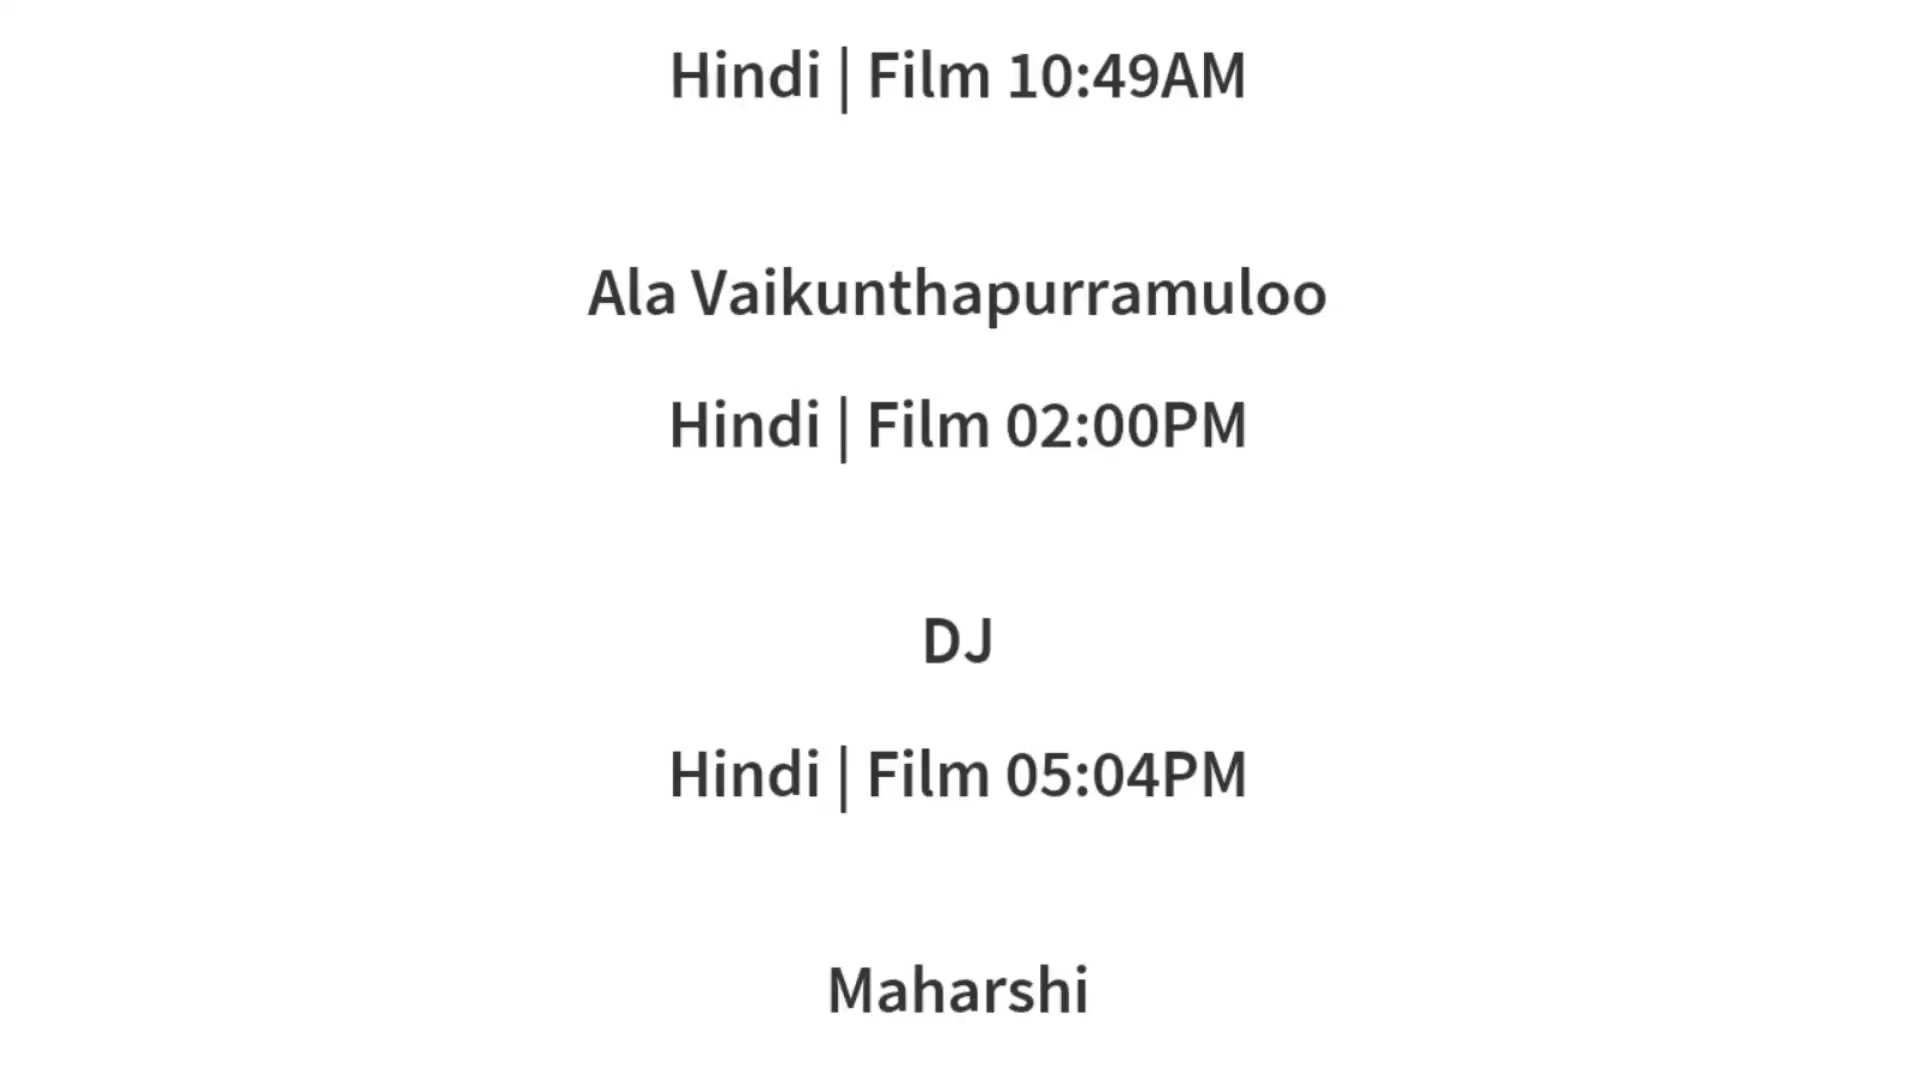 Hindi | Film 10:49AM
Ala Vaikunthapurramuloo
Hindi | Film 02:00PM
DJ
Hindi | Film 05:04PM
Maharshi